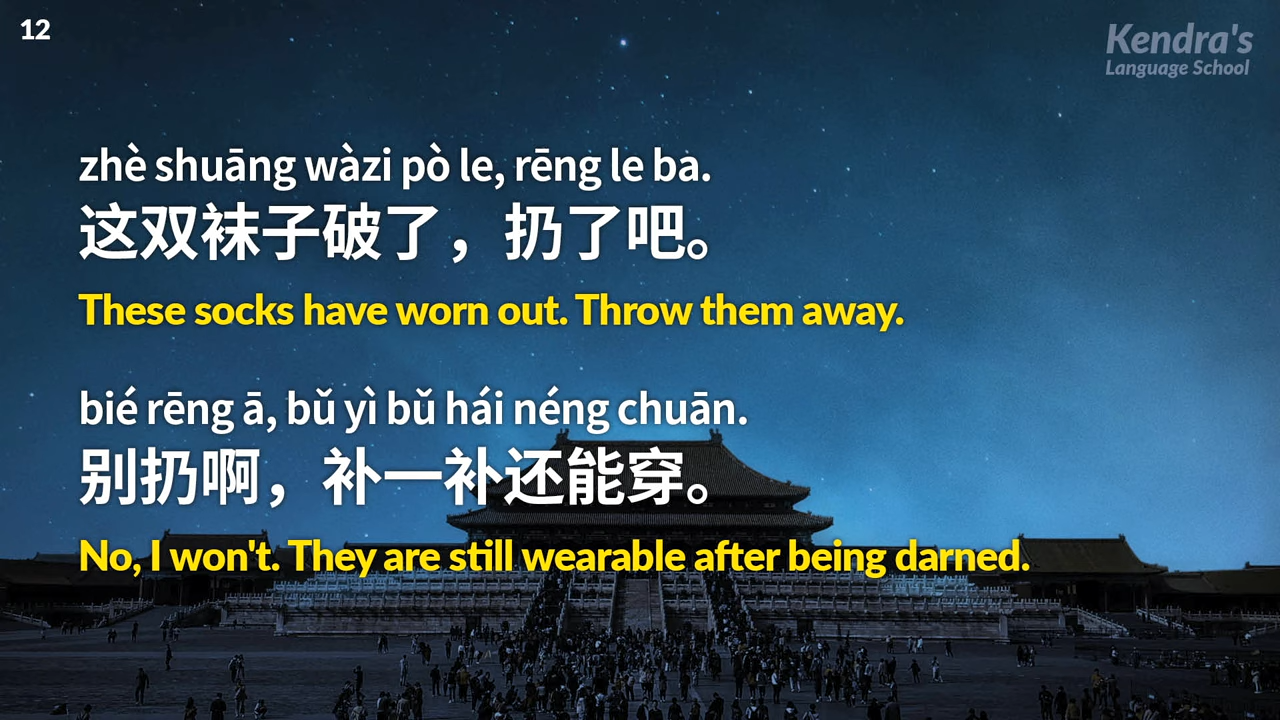 12
Kendra's
Language School
zhè shuāng wàzi pò le, rēng le ba.
这双袜子破了，扔了吧。
These socks have worn out. Throw them away.
bié rēng ā, bǔ yì bǔ hái néng chuān.
别扔啊，补一补还能穿。
No, I won't. They are still wearable after being darned.